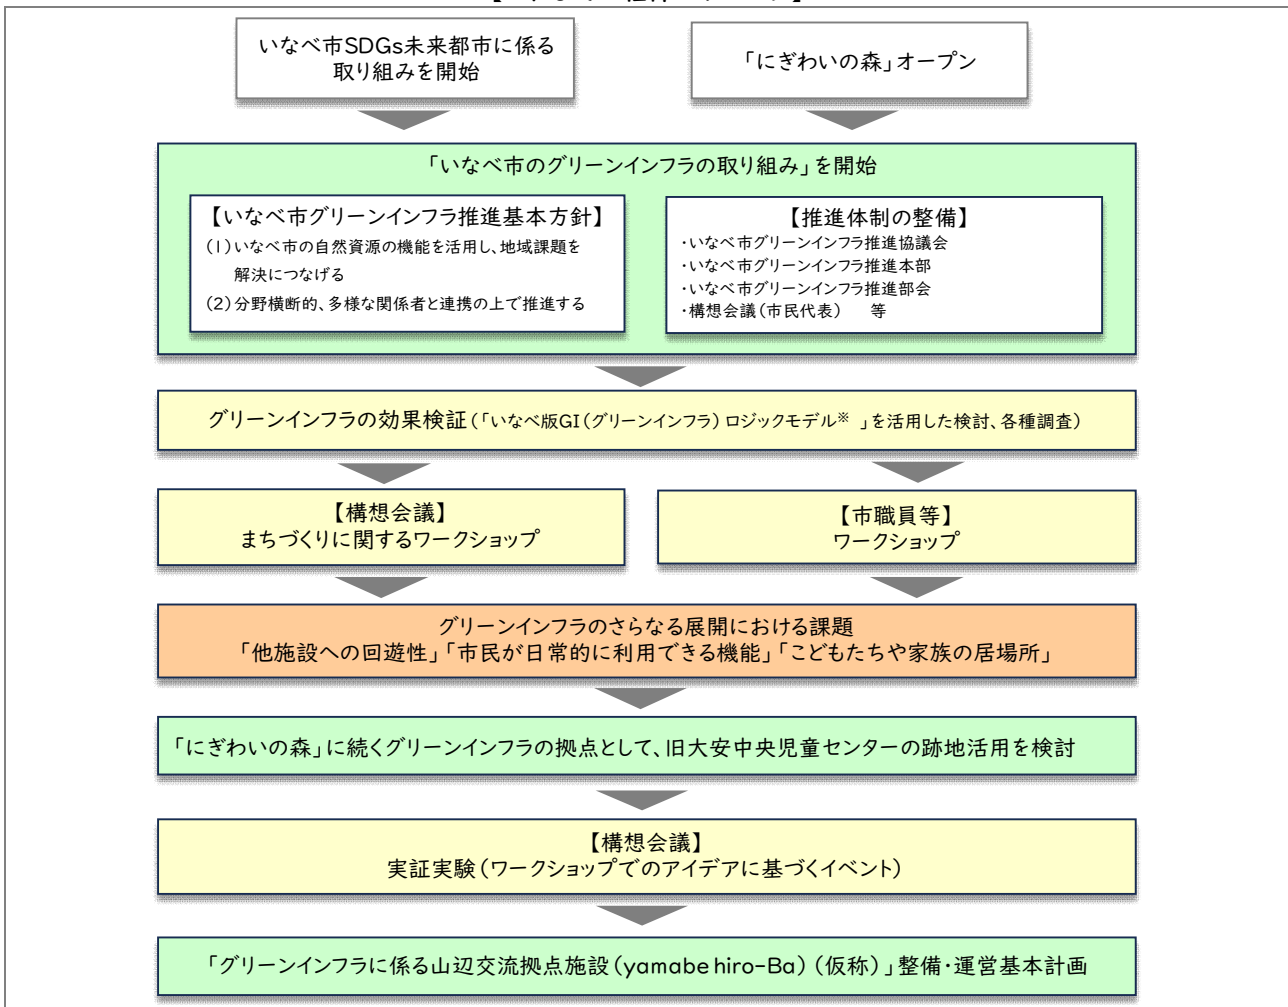 いなべ市SDGs未来都市に係る
取り組みを開始
「にぎわいの森」オープン
「いなべ市のグリーンインフラの取り組み」を開始
【いなべ市グリーンインフラ推進基本方針】
(1)いなべ市の自然資源の機能を活用し、地域課題を
解決につなげる
(2)分野横断的、多様な関係者と連携の上で推進する
【推進体制の整備】
・いなべ市グリーンインフラ推進協議会
・いなべ市グリーンインフラ推進本部
・いなべ市グリーンインフラ推進部会
・構想会議(市民代表) 等
グリーンインフラの効果検証(「いなべ版GI(グリーンインフラ)ロジックモデル※ 」を活用した検討、各種調査)
【構想会議】
まちづくりに関するワークショップ
【市職員等】
ワークショップ
グリーンインフラのさらなる展開における課題
「他施設への回遊性」「市民が日常的に利用できる機能」「こどもたちや家族の居場所」
「にぎわいの森」に続くグリーンインフラの拠点として、旧大安中央児童センターの跡地活用を検討
【構想会議】
実証実験(ワークショップでのアイデアに基づくイベント)
「グリーンインフラに係る山辺交流拠点施設(yamabe hiro-Ba)(仮称)」整備・運営基本計画